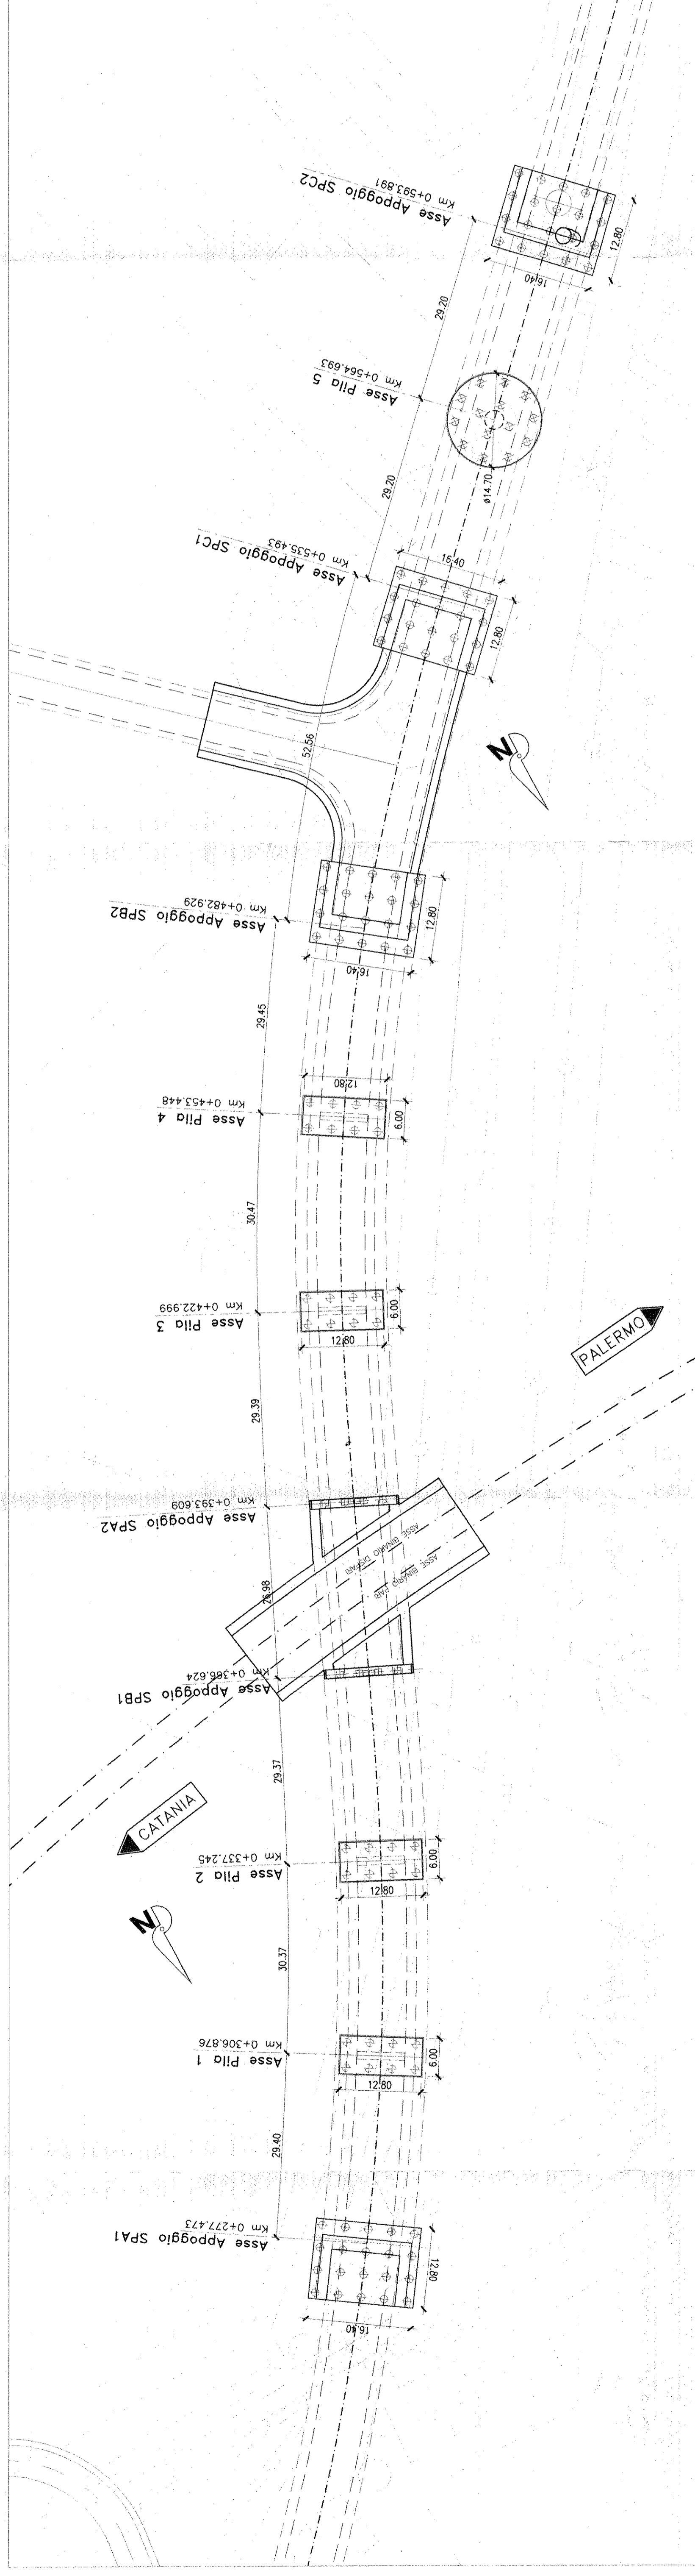 Asse Appoggio SPC2
Km 0+593.891
12.80
16.40
29.20
Asse Pila 5
Km 0+564.693
ø14.70
29.20
Asse Appoggio SPC1
Km 0+535.493
16.40
12.80
52.56
N
Asse Appoggio SPB2
Km 0+482.929
12.80
16.40
29.45
12.80
Asse Pila 4
Km 0+453.448
6.00
30.47
Asse Pila 3
Km 0+422.999
6.00
12.80
PALERMO
29.39
Asse Appoggio SPA2
Km 0+393.609
ASSE BINARIO DISPARI
ASSE BINARIO PARI
26.98
Asse Appoggio SPB1
Km 0+366.624
29.37
CATANIA
Asse Pila 2
Km 0+337.245
6.00
12.80
N
30.37
Asse Pila 1
Km 0+306.876
6.00
12.80
29.40
Asse Appoggio SPA1
Km 0+277.473
12.80
16.40